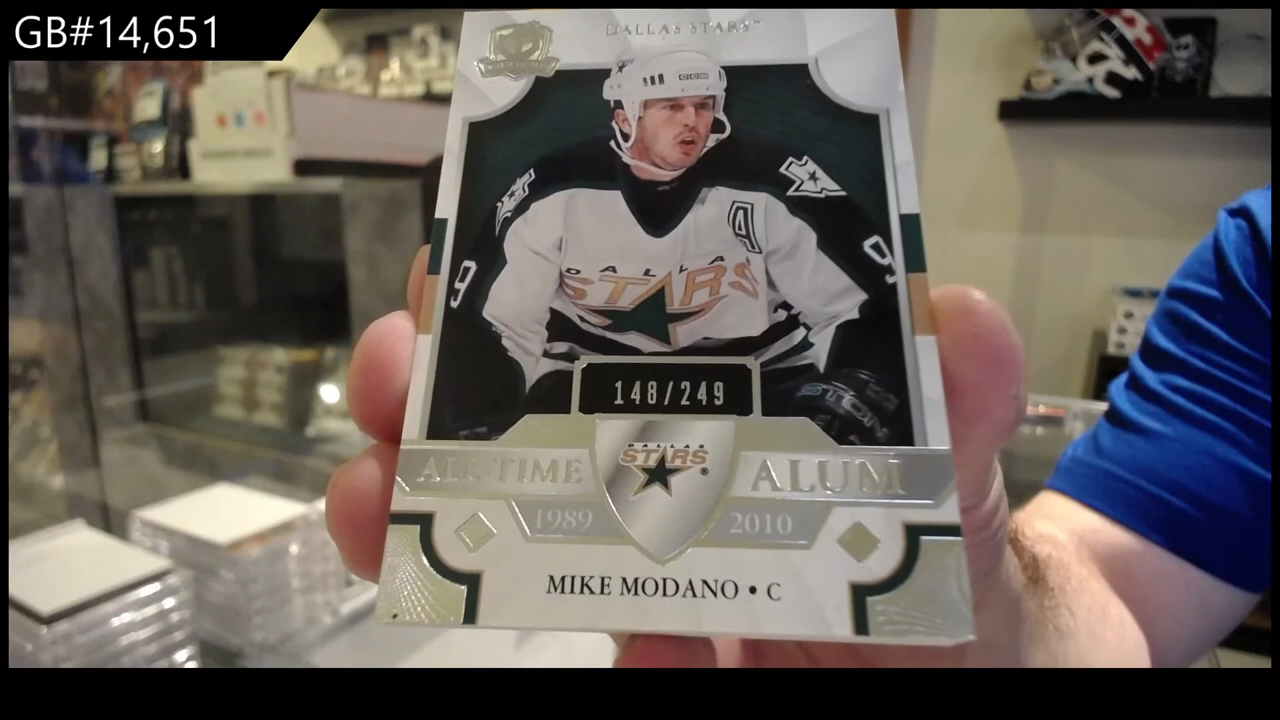 GB#14,651
DALLAS STARS
CCM
A
9
9
DALLAS
STARS
148/249
DALLAS
STARS
ALL-TIME
ALUM
1989
2010
MIKE MODANO • C